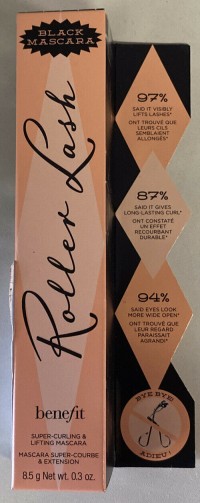 BLACK
MASCARA
Roller Lash
benefit
SUPER-CURLING &
LIFTING MASCARA
MASCARA SUPER-COURBE
& EXTENSION
8.5 g Net wt. 0.3 oz.
97%
SAID IT VISIBLY
LIFTS LASHES*
ONT TROUVÉ QUE
LEURS CILS
SEMBLAIENT
ALLONGÉS*
87%
SAID IT GIVES
LONG-LASTING CURL*
ONT CONSTATÉ
UN EFFET
RECOURBANT
DURABLE*
94%
SAID EYES LOOK
MORE WIDE OPEN*
ONT TROUVÉ QUE
LEUR REGARD
PARAISSAIT
AGRANDI*
BYE BYE!
ADIEU!